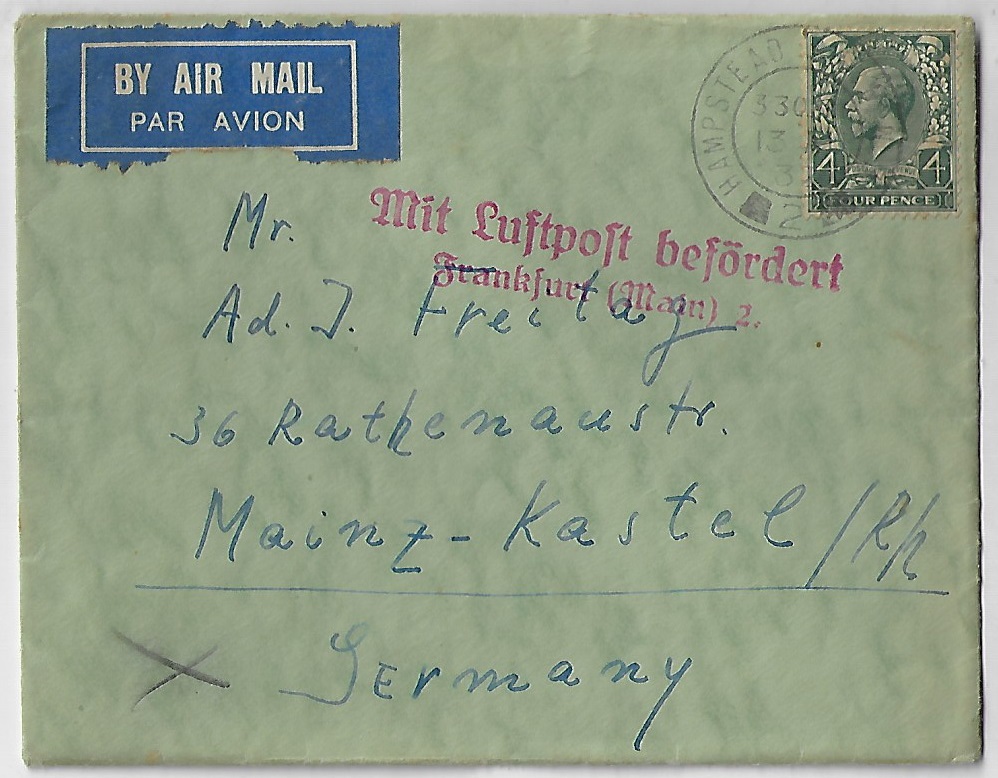 BY AIR MAIL
PAR AVION
HAMPSTEAD
330
13
4 4
FOUR PENCE
Mit Luftpost befördert
Frankfurt (Main) 2.
Mr.
Ad. J. Freitag
36 Rathenaustr.
Mainz-Kastel /Rh
Germany